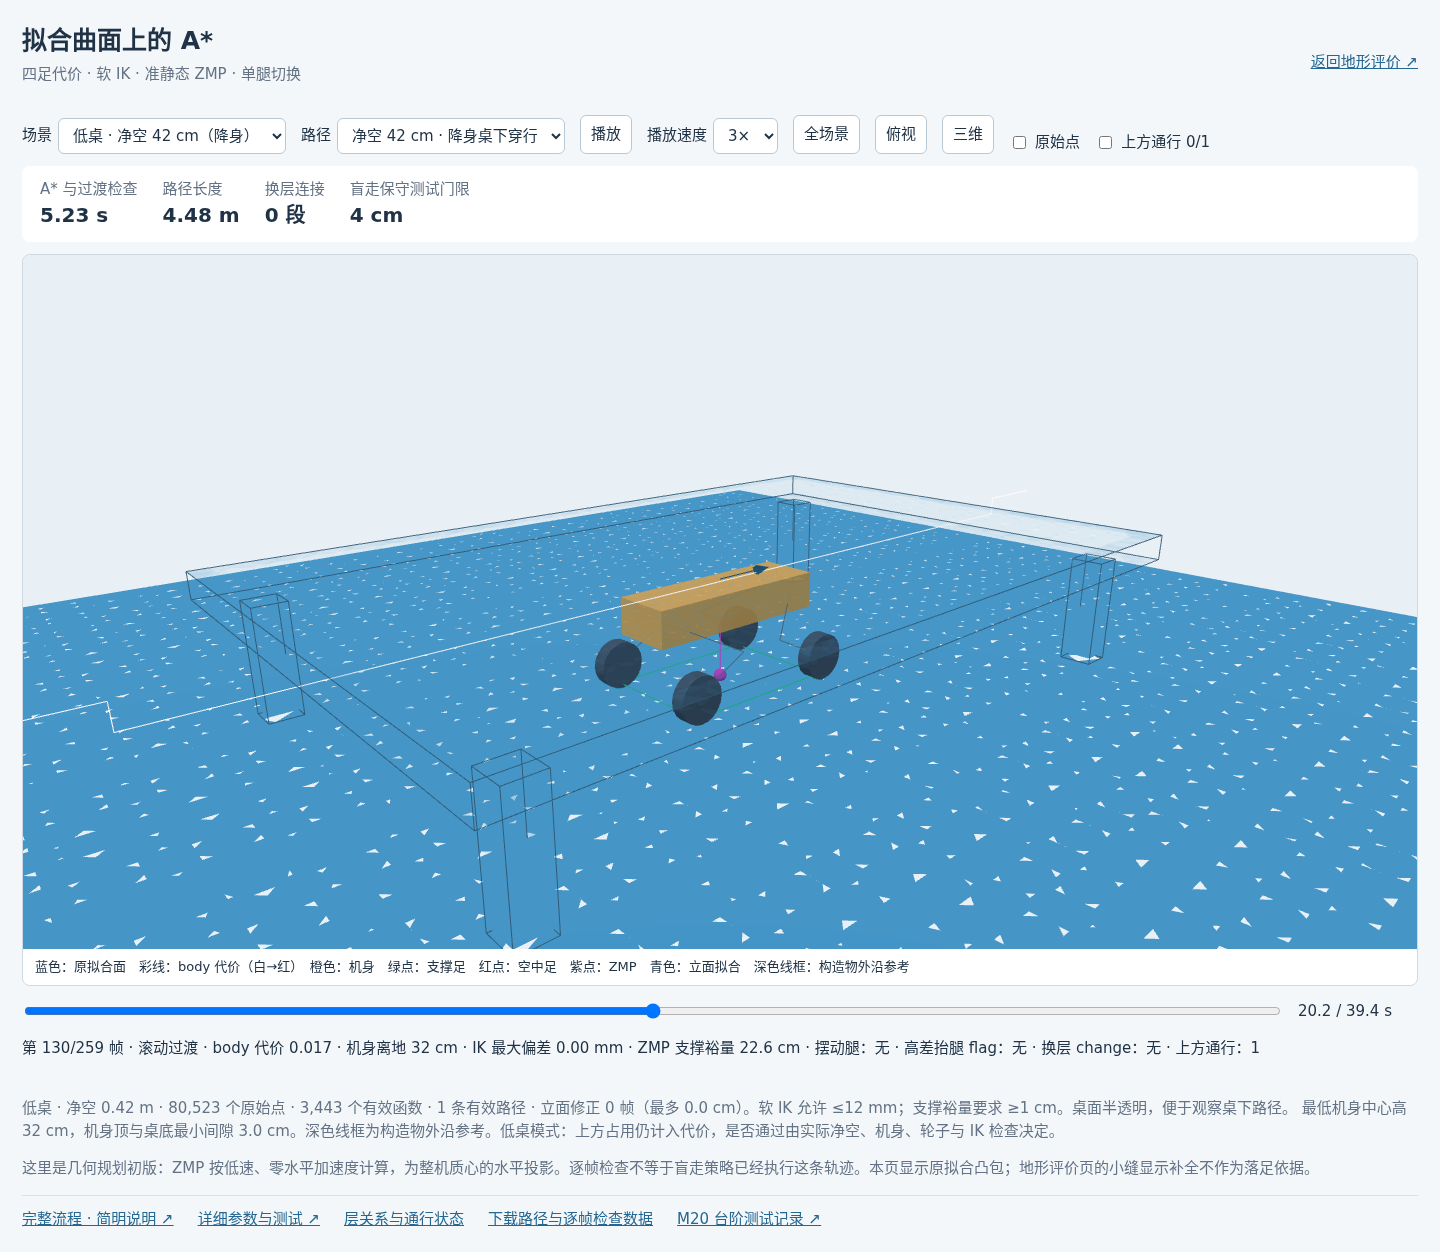 拟合曲面上的 A*
四足代价 · 软 IK · 准静态 ZMP · 单腿切换
返回地形评价 ↗
场景 低桌 · 净空 42 cm（降身） 路径 净空 42 cm · 降身桌下穿行 播放 播放速度 3× 全场景 俯视 三维 原始点 上方通行 0/1
A* 与过渡检查 路径长度 换层连接 盲走保守测试门限
5.23 s 4.48 m 0 段 4 cm
蓝色：原拟合面 彩线：body 代价（白→红） 橙色：机身 绿点：支撑足 红点：空中足 紫点：ZMP 青色：立面拟合 深色线框：构造物外沿参考
20.2 / 39.4 s
第 130/259 帧 · 滚动过渡 · body 代价 0.017 · 机身离地 32 cm · IK 最大偏差 0.00 mm · ZMP 支撑裕量 22.6 cm · 摆动腿：无 · 高差抬腿 flag：无 · 换层 change：无 · 上方通行：1
低桌 · 净空 0.42 m · 80,523 个原始点 · 3,443 个有效函数 · 1 条有效路径 · 立面修正 0 帧（最多 0.0 cm）。软 IK 允许 ≤12 mm；支撑裕量要求 ≥1 cm。桌面半透明，便于观察桌下路径。 最低机身中心高
32 cm，机身顶与桌底最小间隙 3.0 cm。深色线框为构造物外沿参考。低桌模式：上方占用仍计入代价，是否通过由实际净空、机身、轮子与 IK 检查决定。
这里是几何规划初版：ZMP 按低速、零水平加速度计算，为整机质心的水平投影。逐帧检查不等于盲走策略已经执行这条轨迹。本页显示原拟合凸包；地形评价页的小缝显示补全不作为落足依据。
完整流程 · 简明说明 ↗ 详细参数与测试 ↗ 层关系与通行状态 下载路径与逐帧检查数据 M20 台阶测试记录 ↗